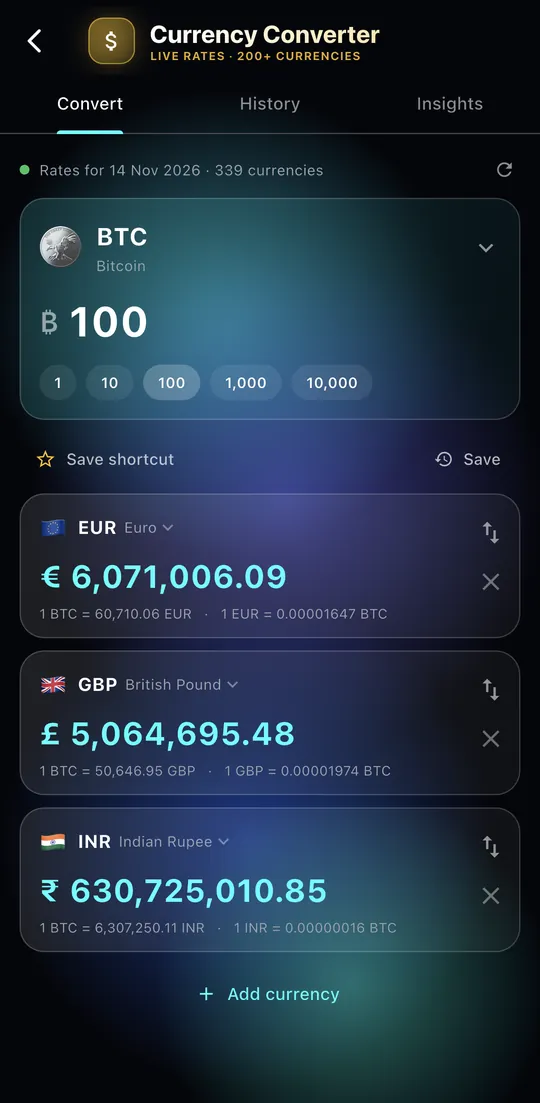 $ Currency Converter
LIVE RATES · 200+ CURRENCIES
Convert History Insights
Rates for 14 Nov 2026 · 339 currencies
BTC
Bitcoin
₿ 100
1 10 100 1,000 10,000
Save shortcut Save
EUR Euro
€ 6,071,006.09
1 BTC = 60,710.06 EUR · 1 EUR = 0.00001647 BTC
GBP British Pound
£ 5,064,695.48
1 BTC = 50,646.95 GBP · 1 GBP = 0.00001974 BTC
INR Indian Rupee
₹ 630,725,010.85
1 BTC = 6,307,250.11 INR · 1 INR = 0.00000016 BTC
+ Add currency